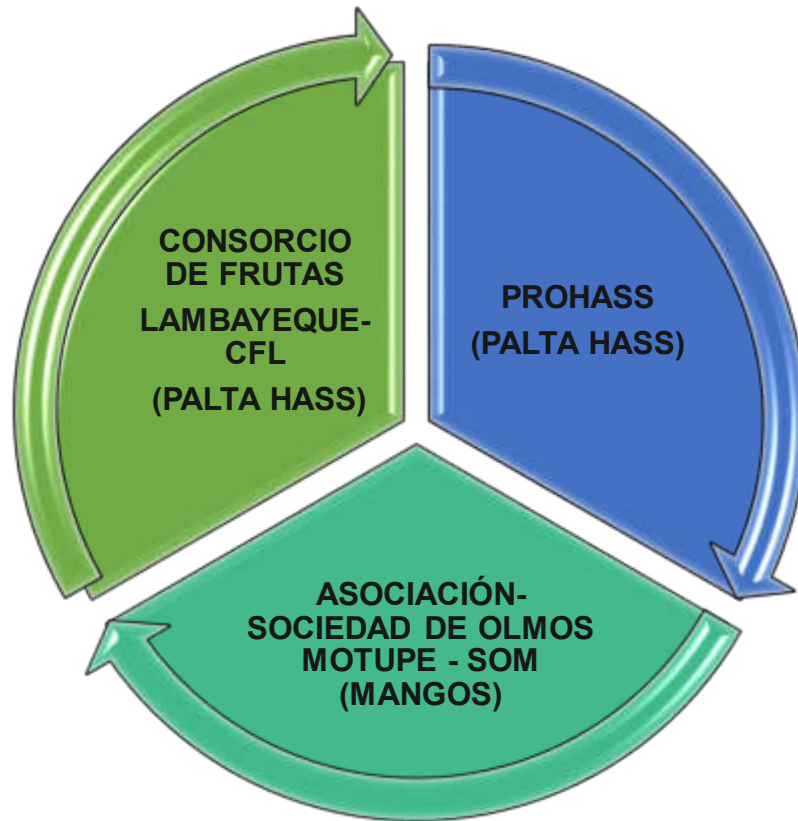 CONSORCIO
DE FRUTAS
LAMBAYEQUE-
CFL
(PALTA HASS)
PROHASS
(PALTA HASS)
ASOCIACIÓN-
SOCIEDAD DE OLMOS
MOTUPE - SOM
(MANGOS)